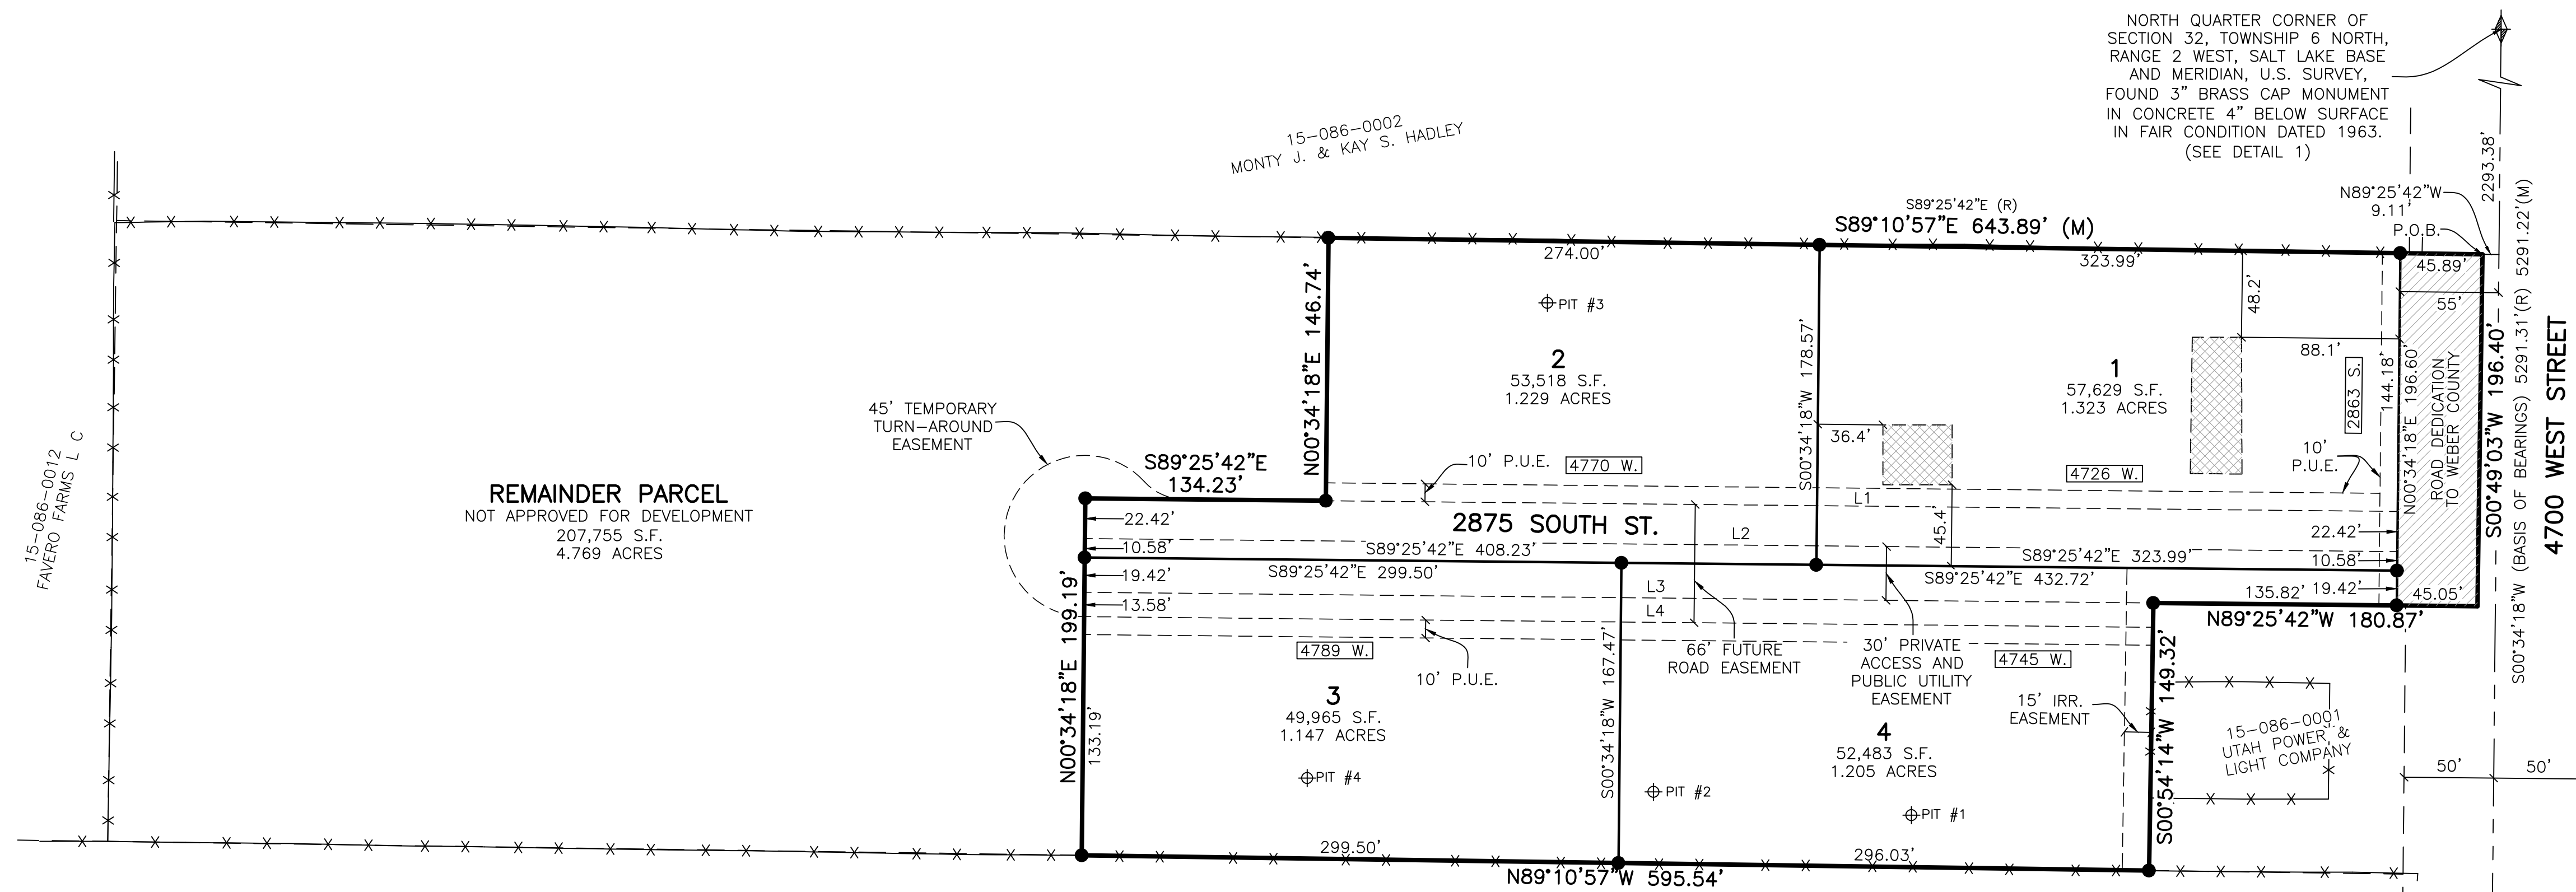 NORTH QUARTER CORNER OF
SECTION 32, TOWNSHIP 6 NORTH,
RANGE 2 WEST, SALT LAKE BASE
AND MERIDIAN, U.S. SURVEY,
FOUND 3" BRASS CAP MONUMENT
IN CONCRETE 4" BELOW SURFACE
IN FAIR CONDITION DATED 1963.
(SEE DETAIL 1)
2293.38'
15-086-0002
MONTY J. & KAY S. HADLEY
S89°25'42"E (R)
S89°10'57"E 643.89' (M)
N89°25'42"W
9.11'
P.O.B.
274.00'
323.99'
45.89'
55'
48.2'
88.1'
N00°34'18"E 146.74'
PIT #3
2
53,518 S.F.
1.229 ACRES
S00°34'18"W 178.57'
1
57,629 S.F.
1.323 ACRES
2863 S.
144.18'
N00°34'18"E 196.60'
ROAD DEDICATION
TO WEBER COUNTY
S00°49'03"W 196.40'
S00°34'18"W (BASIS OF BEARINGS) 5291.31'(R) 5291.22'(M)
4700 WEST STREET
36.4'
10' P.U.E.
4770 W.
4726 W.
10'
P.U.E.
45' TEMPORARY
TURN-AROUND
EASEMENT
S89°25'42"E
134.23'
15-086-0012
FAVERO FARMS L C
REMAINDER PARCEL
NOT APPROVED FOR DEVELOPMENT
207,755 S.F.
4.769 ACRES
22.42'
10.58'
19.42'
13.58'
2875 SOUTH ST.
L1
L2
45.4'
S89°25'42"E 408.23'
S89°25'42"E 323.99'
22.42'
10.58'
S89°25'42"E 299.50'
S89°25'42"E 432.72'
L3
L4
135.82'
19.42'
45.05'
N89°25'42"W 180.87'
N00°34'18"E 199.19'
133.19'
4789 W.
10' P.U.E.
66' FUTURE
ROAD EASEMENT
30' PRIVATE
ACCESS AND
PUBLIC UTILITY
EASEMENT
4745 W.
15' IRR.
EASEMENT
S00°34'18"W 167.47'
S00°54'14"W 149.32'
3
49,965 S.F.
1.147 ACRES
PIT #4
4
52,483 S.F.
1.205 ACRES
PIT #2
PIT #1
15-086-0001
UTAH POWER & 
LIGHT COMPANY
50'
50'
299.50'
296.03'
N89°10'57"W 595.54'